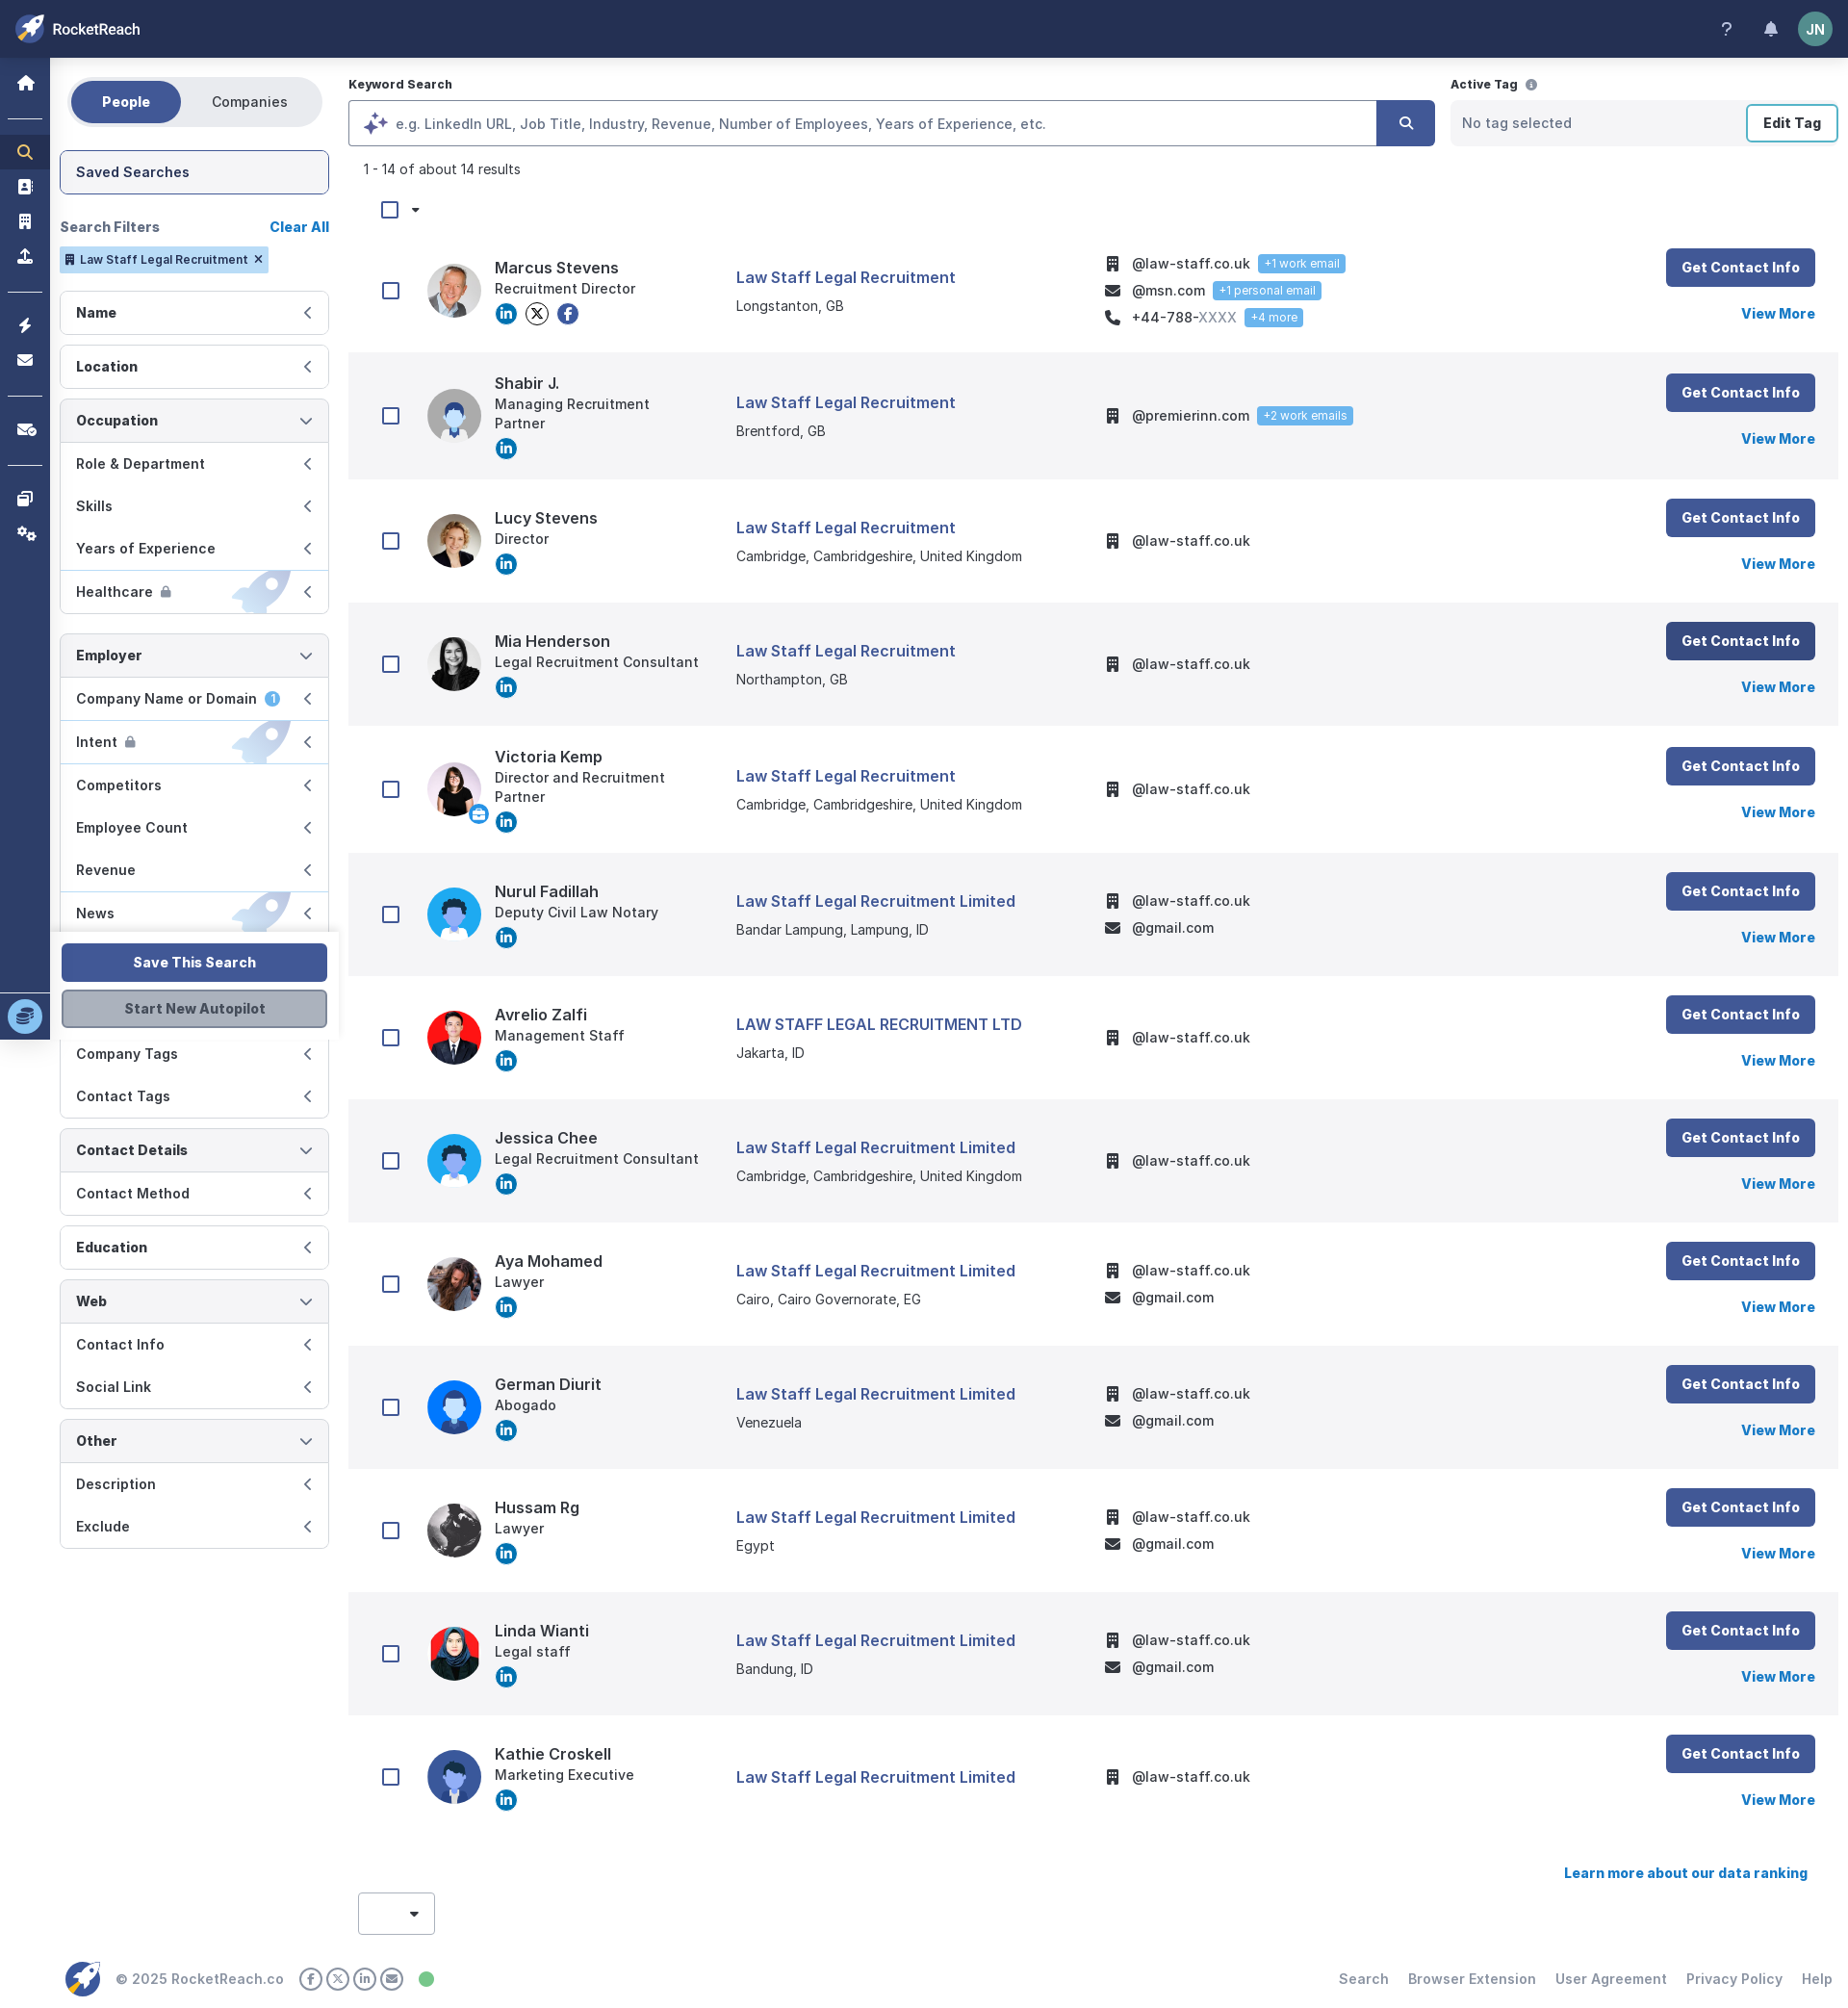 RocketReach
?
JN
People
Companies
Saved Searches
Search Filters
Clear All
Law Staff Legal Recruitment ×
Name
Location
Occupation
Role & Department
Skills
Years of Experience
Healthcare
Employer
Company Name or Domain 1
Intent
Competitors
Employee Count
Revenue
News
Save This Search
Start New Autopilot
Company Tags
Contact Tags
Contact Details
Contact Method
Education
Web
Contact Info
Social Link
Other
Description
Exclude
Keyword Search
e.g. LinkedIn URL, Job Title, Industry, Revenue, Number of Employees, Years of Experience, etc.
Active Tag
No tag selected
Edit Tag
1 - 14 of about 14 results
Marcus Stevens
Recruitment Director
Law Staff Legal Recruitment
Longstanton, GB
@law-staff.co.uk +1 work email
@msn.com +1 personal email
+44-788-XXXX +4 more
Get Contact Info
View More
Shabir J.
Managing Recruitment
Partner
Law Staff Legal Recruitment
Brentford, GB
@premierinn.com +2 work emails
Get Contact Info
View More
Lucy Stevens
Director
Law Staff Legal Recruitment
Cambridge, Cambridgeshire, United Kingdom
@law-staff.co.uk
Get Contact Info
View More
Mia Henderson
Legal Recruitment Consultant
Law Staff Legal Recruitment
Northampton, GB
@law-staff.co.uk
Get Contact Info
View More
Victoria Kemp
Director and Recruitment
Partner
Law Staff Legal Recruitment
Cambridge, Cambridgeshire, United Kingdom
@law-staff.co.uk
Get Contact Info
View More
Nurul Fadillah
Deputy Civil Law Notary
Law Staff Legal Recruitment Limited
Bandar Lampung, Lampung, ID
@law-staff.co.uk
@gmail.com
Get Contact Info
View More
Avrelio Zalfi
Management Staff
LAW STAFF LEGAL RECRUITMENT LTD
Jakarta, ID
@law-staff.co.uk
Get Contact Info
View More
Jessica Chee
Legal Recruitment Consultant
Law Staff Legal Recruitment Limited
Cambridge, Cambridgeshire, United Kingdom
@law-staff.co.uk
Get Contact Info
View More
Aya Mohamed
Lawyer
Law Staff Legal Recruitment Limited
Cairo, Cairo Governorate, EG
@law-staff.co.uk
@gmail.com
Get Contact Info
View More
German Diurit
Abogado
Law Staff Legal Recruitment Limited
Venezuela
@law-staff.co.uk
@gmail.com
Get Contact Info
View More
Hussam Rg
Lawyer
Law Staff Legal Recruitment Limited
Egypt
@law-staff.co.uk
@gmail.com
Get Contact Info
View More
Linda Wianti
Legal staff
Law Staff Legal Recruitment Limited
Bandung, ID
@law-staff.co.uk
@gmail.com
Get Contact Info
View More
Kathie Croskell
Marketing Executive
Law Staff Legal Recruitment Limited
@law-staff.co.uk
Get Contact Info
View More
Learn more about our data ranking
© 2025 RocketReach.co
Search
Browser Extension
User Agreement
Privacy Policy
Help